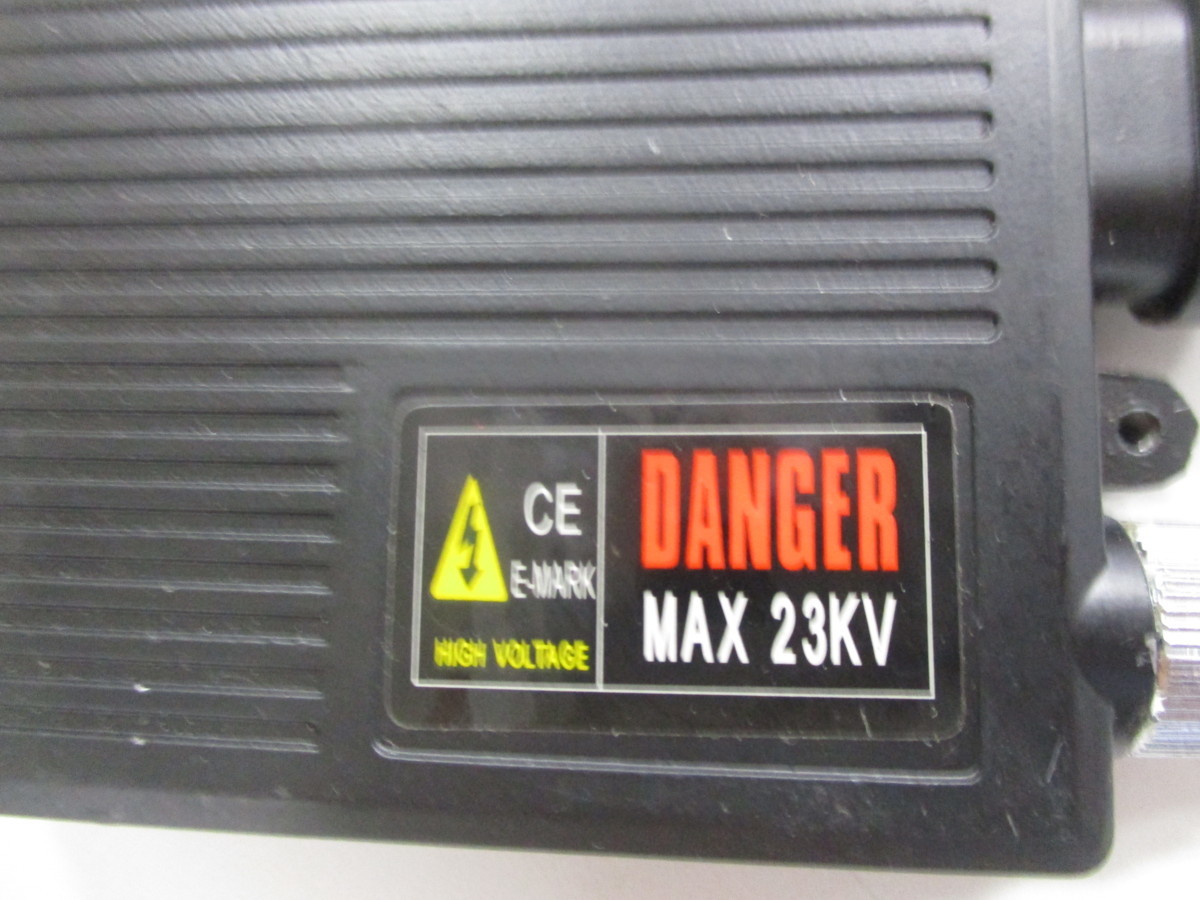 CE
E-MARK
HIGH VOLTAGE
DANGER
MAX 23KV